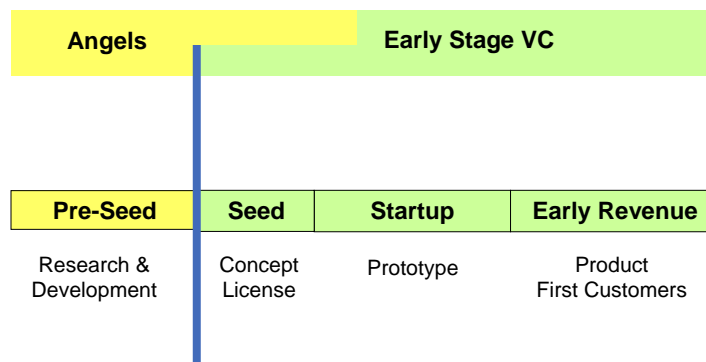 Angels
Early Stage VC
Pre-Seed
Seed
Startup
Early Revenue
Research &
Development
Concept
License
Prototype
Product
First Customers